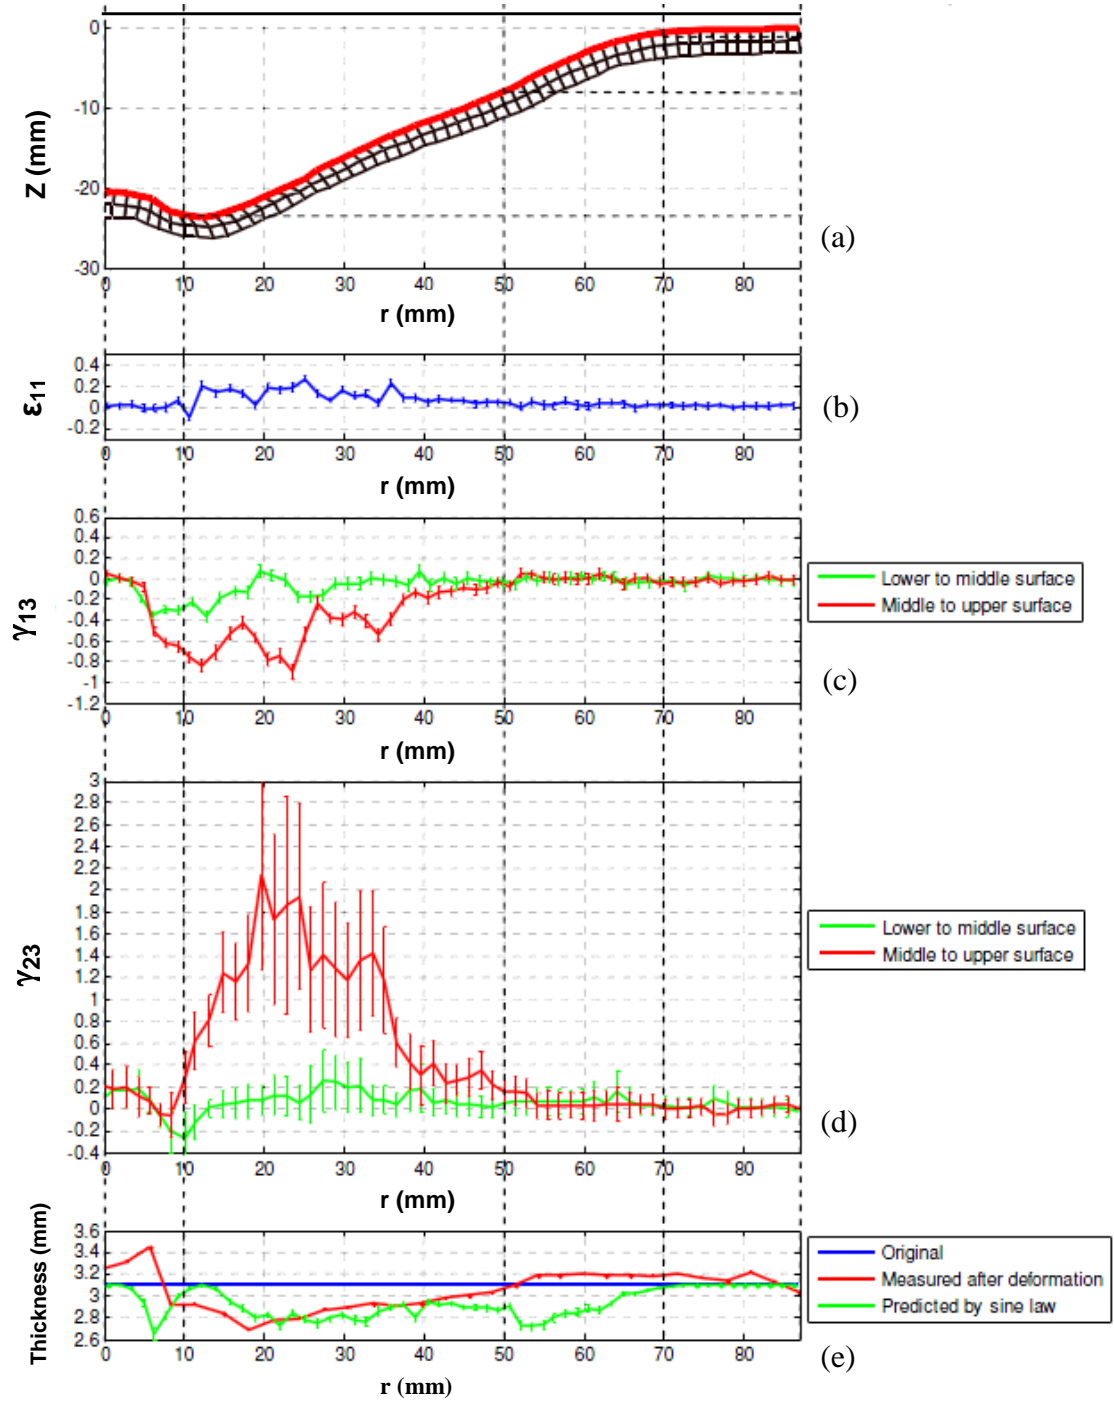 0
-10
-20
-30
Z (mm)
0 10 20 30 40 50 60 70 80
r (mm)
(a)
0.4
0.2
0
-0.2
ε11
0 10 20 30 40 50 60 70 80
r (mm)
(b)
0.6
0.4
0.2
0
-0.2
-0.4
-0.6
-0.8
-1
-1.2
γ13
0 10 20 30 40 50 60 70 80
r (mm)
Lower to middle surface
Middle to upper surface
(c)
3
2.8
2.6
2.4
2.2
2
1.8
1.6
1.4
1.2
1
0.8
0.6
0.4
0.2
0
-0.2
-0.4
γ23
0 10 20 30 40 50 60 70 80
r (mm)
Lower to middle surface
Middle to upper surface
(d)
3.6
3.4
3.2
3
2.8
2.6
Thickness (mm)
0 10 20 30 40 50 60 70 80
r (mm)
Original
Measured after deformation
Predicted by sine law
(e)